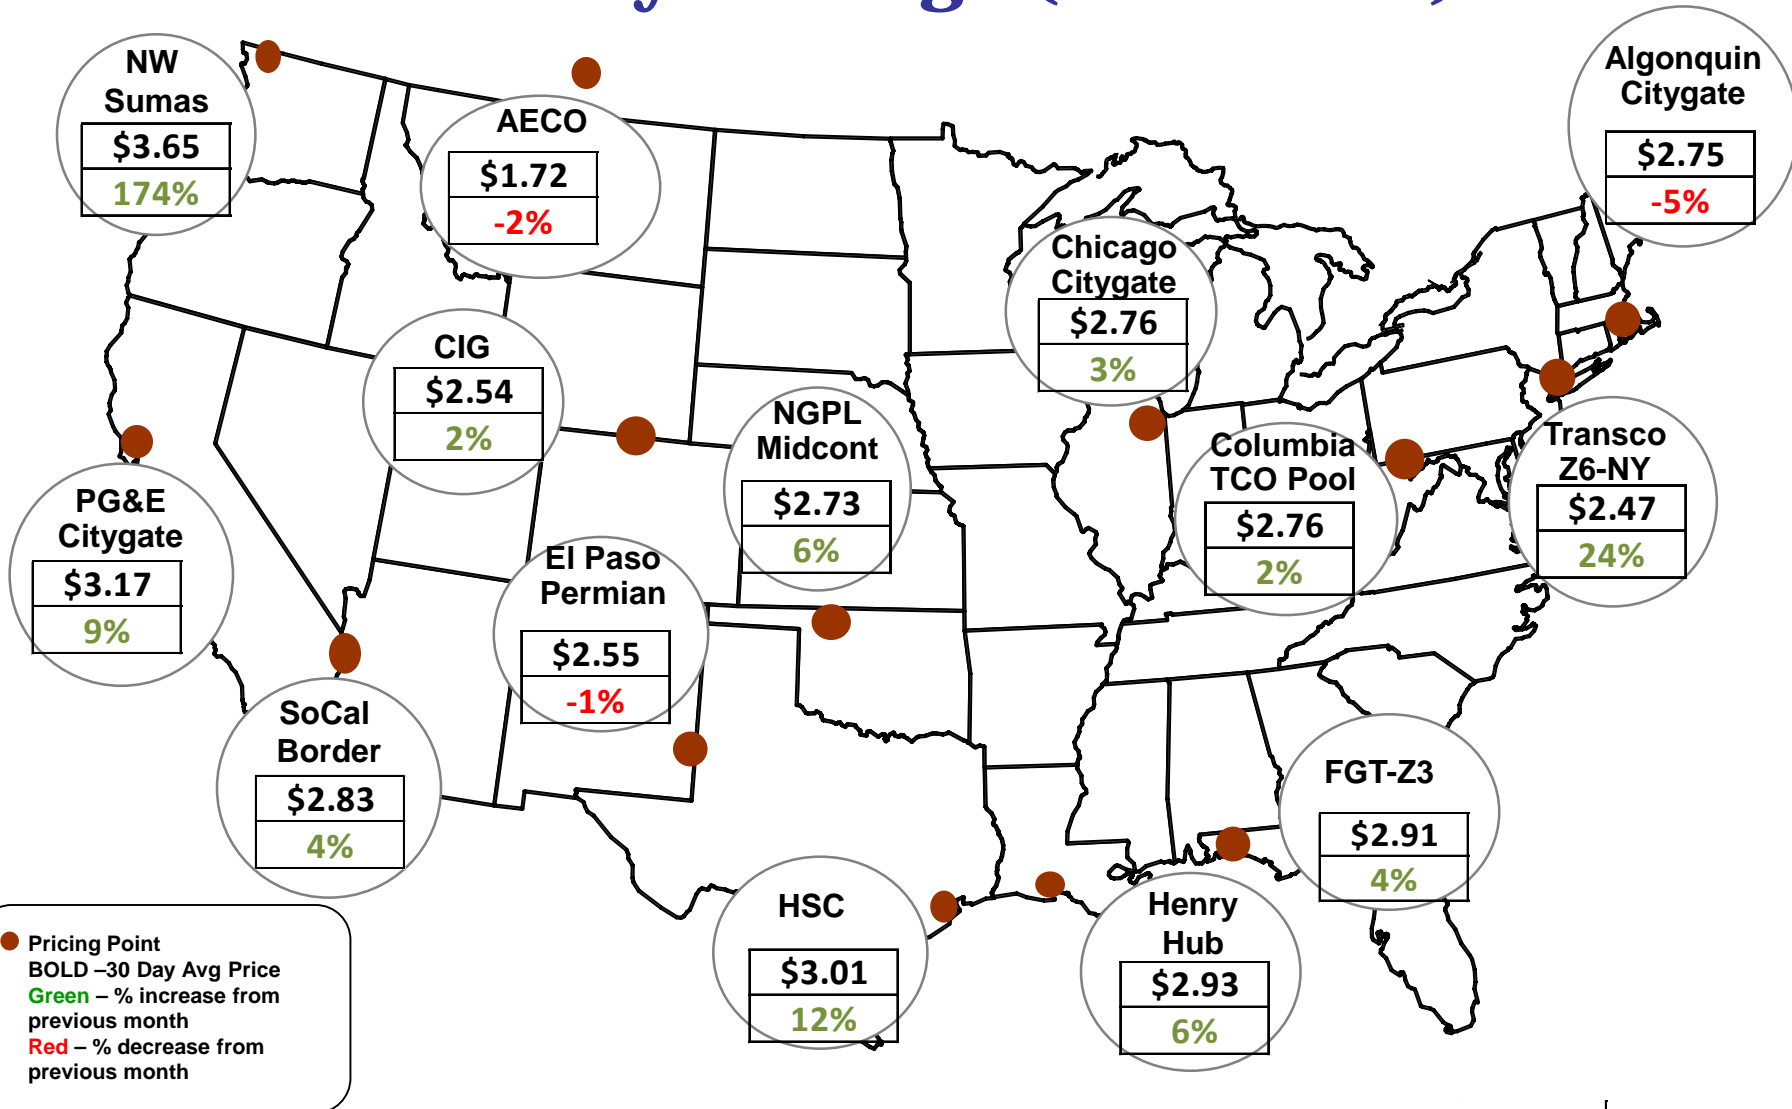 NW
Sumas
$3.65
174%
AECO
$1.72
-2%
Algonquin
Citygate
$2.75
-5%
Chicago
Citygate
$2.76
3%
CIG
$2.54
2%
NGPL
Midcont
$2.73
6%
Columbia
TCO Pool
$2.76
2%
Transco
Z6-NY
$2.47
24%
PG&E
Citygate
$3.17
9%
El Paso
Permian
$2.55
-1%
SoCal
Border
$2.83
4%
FGT-Z3
$2.91
4%
HSC
$3.01
12%
Henry
Hub
$2.93
6%
Pricing Point
BOLD –30 Day Avg Price
Green – % increase from
previous month
Red – % decrease from
previous month